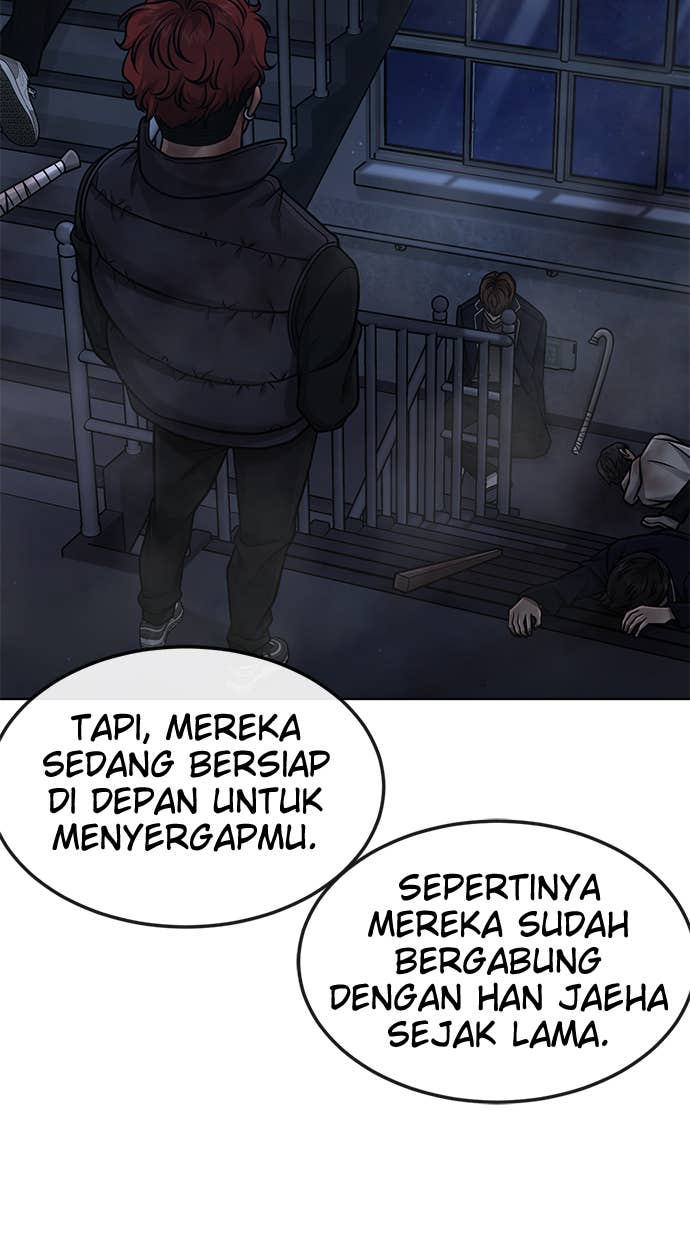 TAPI, MEREKA
SEDANG BERSIAP
DI DEPAN UNTUK
MENYERGAPMU.
SEPERTINYA
MEREKA SUDAH
BERGABUNG
DENGAN HAN JAEHA
SEJAK LAMA.